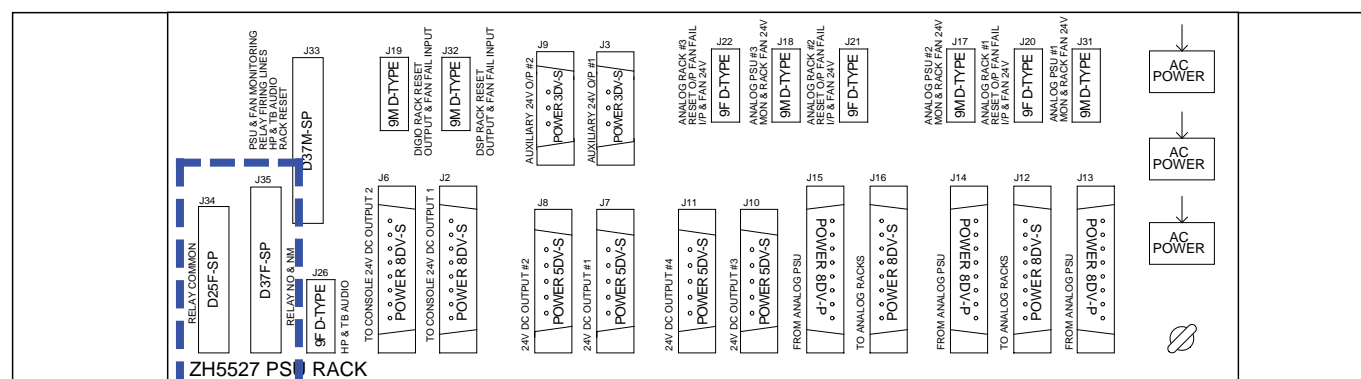 PSU & FAN MONITORING
RELAY FIRING LINES
HP & TB AUDIO
RACK RESET
J33
D37M-SP
J19
9M D-TYPE
DIGIO RACK RESET
OUTPUT & FAN FAIL INPUT
J32
9M D-TYPE
DSP RACK RESET
OUTPUT & FAN FAIL INPUT
AUXILIARY 24V O/P #2
J9
POWER 3DV-S
AUXILIARY 24V O/P #1
J3
POWER 3DV-S
ANALOG RACK #3
RESET O/P FAN FAIL
I/P & FAN 24V
J22
9F D-TYPE
ANALOG PSU #3
MON & RACK FAN 24V
J18
9M D-TYPE
ANALOG RACK #2
RESET O/P FAN FAIL
I/P & FAN 24V
J21
9F D-TYPE
ANALOG PSU #2
MON & RACK FAN 24V
J17
9M D-TYPE
ANALOG RACK #1
RESET O/P FAN FAIL
I/P & FAN 24V
J20
9F D-TYPE
ANALOG PSU #1
MON & RACK FAN 24V
J31
9M D-TYPE
AC
POWER
AC
POWER
AC
POWER
RELAY COMMON
J34
D25F-SP
J35
D37F-SP
RELAY NO & NM
J26
9F D-TYPE
HP & TB AUDIO
TO CONSOLE 24V DC OUTPUT 2
J6
POWER 8DV-S
TO CONSOLE 24V DC OUTPUT 1
J2
POWER 8DV-S
24V DC OUTPUT #2
J8
POWER 5DV-S
24V DC OUTPUT #1
J7
POWER 5DV-S
24V DC OUTPUT #4
J11
POWER 5DV-S
24V DC OUTPUT #3
J10
POWER 5DV-S
FROM ANALOG PSU
J15
POWER 8DV-P
TO ANALOG RACKS
J16
POWER 8DV-S
FROM ANALOG PSU
J14
POWER 8DV-P
TO ANALOG RACKS
J12
POWER 8DV-S
FROM ANALOG PSU
J13
POWER 8DV-P
ZH5527 PSU RACK